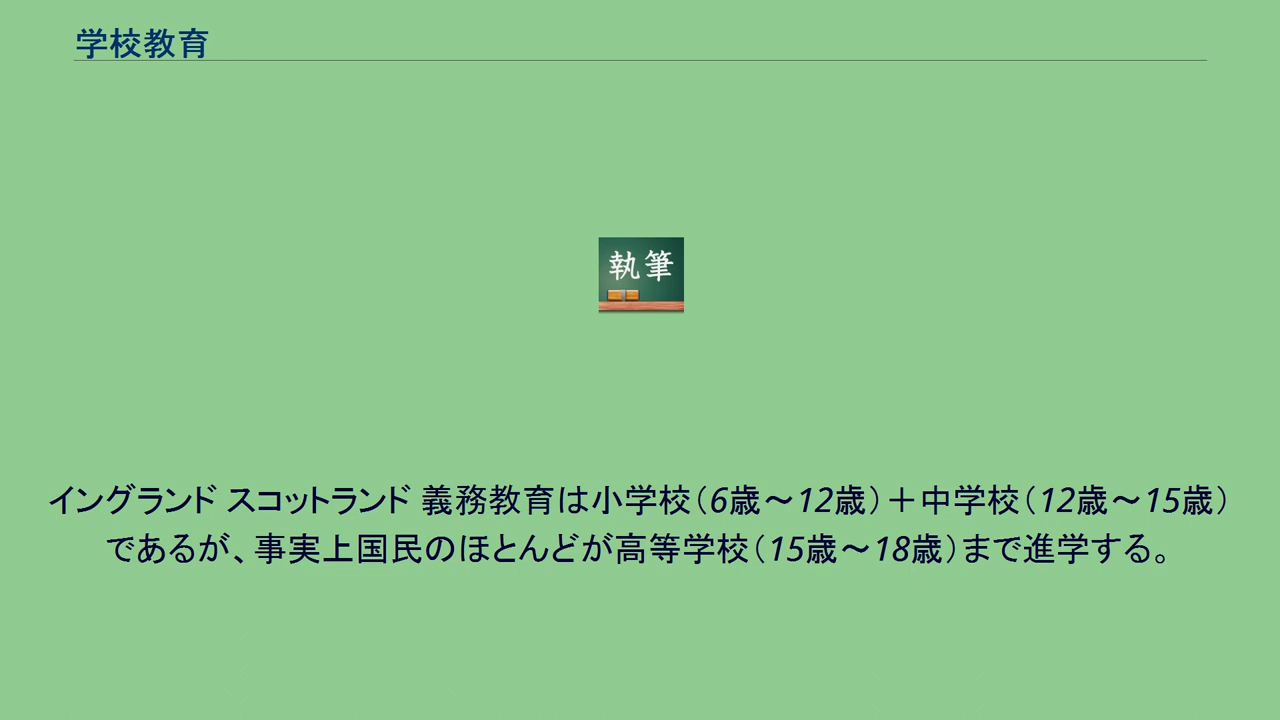 学校教育
執筆
イングランド スコットランド 義務教育は小学校（6歳～12歳）＋中学校（12歳～15歳）
であるが、事実上国民のほとんどが高等学校（15歳～18歳）まで進学する。